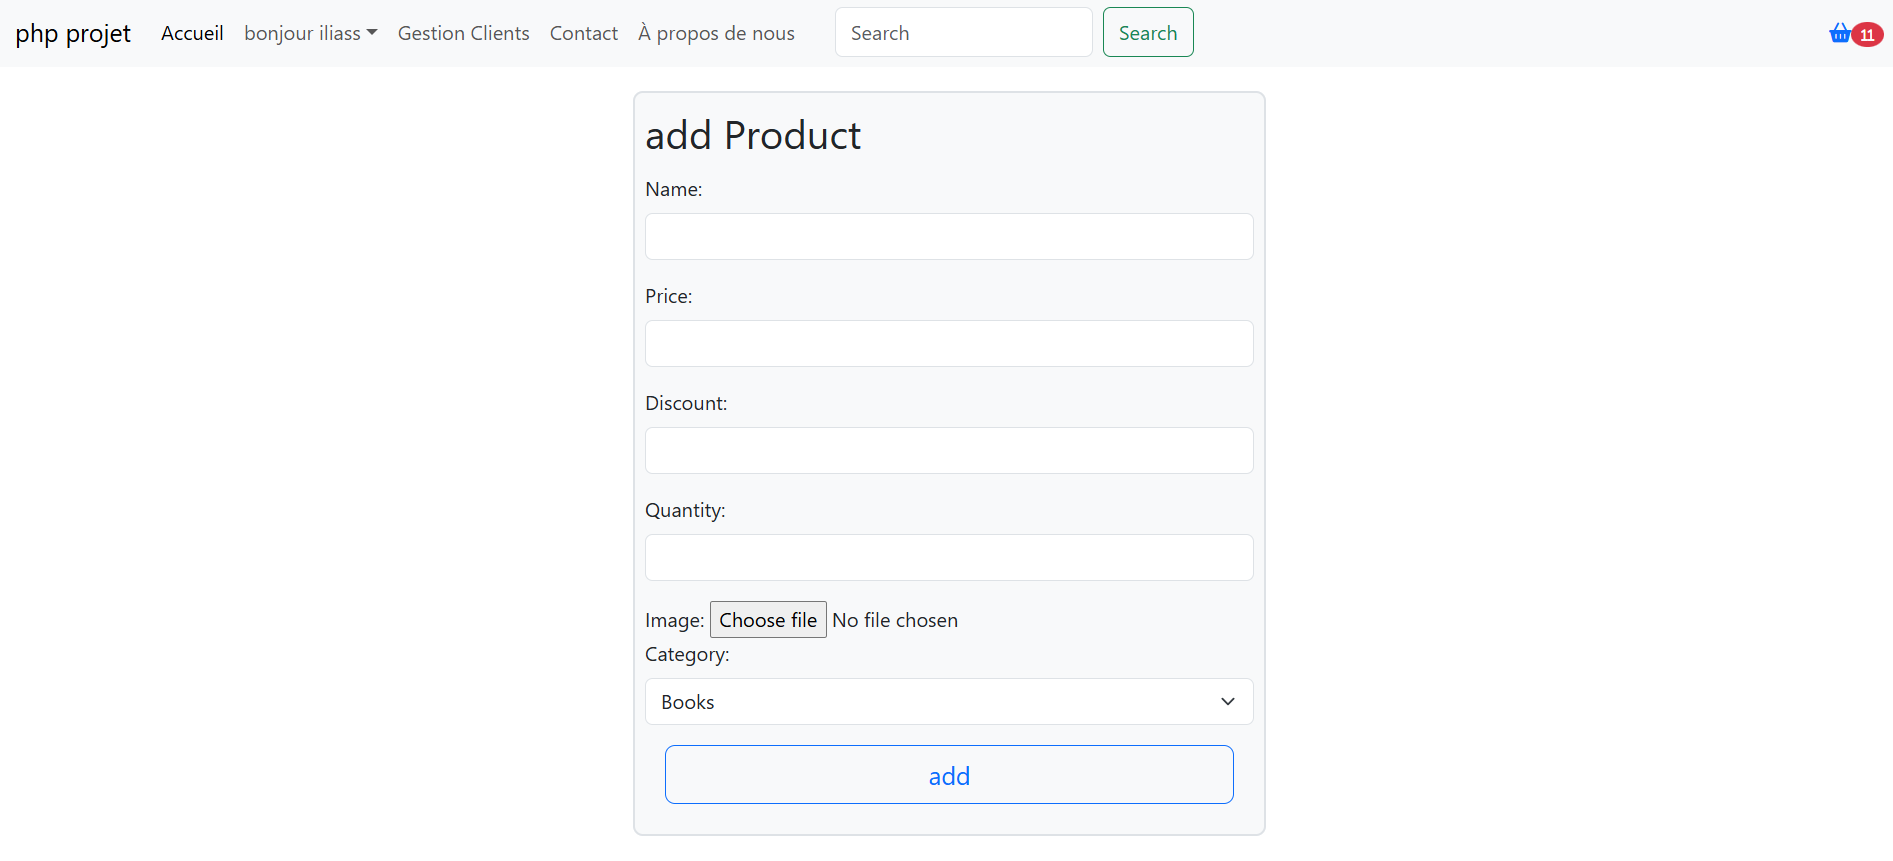 php projet Accueil bonjour iliass Gestion Clients Contact À propos de nous Search Search 11
add Product
Name:
Price:
Discount:
Quantity:
Image: Choose file No file chosen
Category:
Books
add